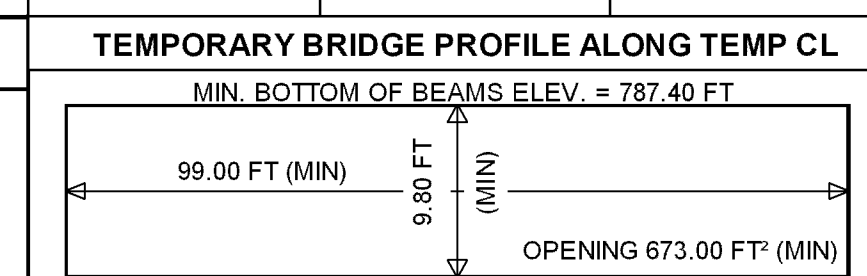 TEMPORARY BRIDGE PROFILE ALONG TEMP CL
MIN. BOTTOM OF BEAMS ELEV. = 787.40 FT
99.00 FT (MIN)
9.80 FT
(MIN)
OPENING 673.00 FT² (MIN)